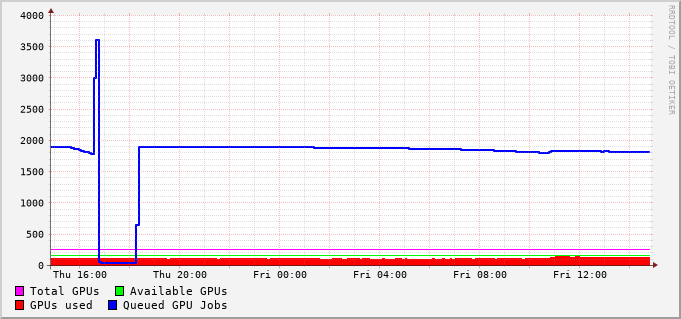 4000
3500
3000
2500
2000
1500
1000
500
0
Thu 16:00 Thu 20:00 Fri 00:00 Fri 04:00 Fri 08:00 Fri 12:00
Total GPUs Available GPUs
GPUs used Queued GPU Jobs
RRDTOOL / TOBI OETIKER